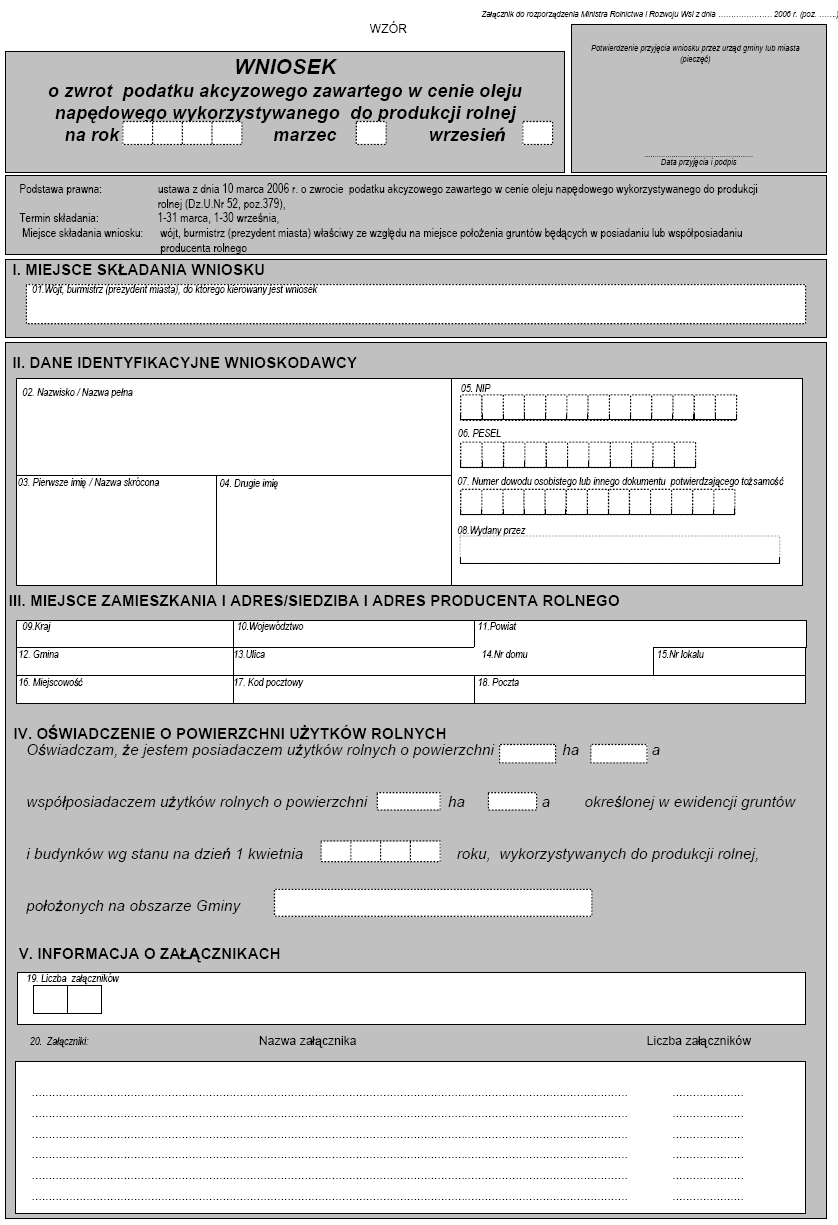 Załącznik do rozporządzenia Ministra Rolnictwa i Rozwoju Wsi z dnia ..................... 2006 r. (poz. .......)
WZÓR
WNIOSEK
o zwrot podatku akcyzowego zawartego w cenie oleju
napędowego wykorzystywanego do produkcji rolnej
na rok marzec wrzesień
Potwierdzenie przyjęcia wniosku przez urząd gminy lub miasta
(pieczęć)
Data przyjęcia i podpis
Podstawa prawna: ustawa z dnia 10 marca 2006 r. o zwrocie podatku akcyzowego zawartego w cenie oleju napędowego wykorzystywanego do produkcji
rolnej (Dz.U.Nr 52, poz.379),
Termin składania: 1-31 marca, 1-30 września,
Miejsce składania wniosku: wójt, burmistrz (prezydent miasta) właściwy ze względu na miejsce położenia gruntów będących w posiadaniu lub współposiadaniu
producenta rolnego
I. MIEJSCE SKŁADANIA WNIOSKU
01.Wójt, burmistrz (prezydent miasta), do którego kierowany jest wniosek
II. DANE IDENTYFIKACYJNE WNIOSKODAWCY
02. Nazwisko / Nazwa pełna
05. NIP
06. PESEL
03. Pierwsze imię / Nazwa skrócona
04. Drugie imię
07. Numer dowodu osobistego lub innego dokumentu potwierdzającego tożsamość
08.Wydany przez
III. MIEJSCE ZAMIESZKANIA I ADRES/SIEDZIBA I ADRES PRODUCENTA ROLNEGO
09.Kraj 10.Województwo 11.Powiat
12. Gmina 13.Ulica 14.Nr domu 15.Nr lokalu
16. Miejscowość 17. Kod pocztowy 18. Poczta
IV. OŚWIADCZENIE O POWIERZCHNI UŻYTKÓW ROLNYCH
Oświadczam, że jestem posiadaczem użytków rolnych o powierzchni ha a
współposiadaczem użytków rolnych o powierzchni ha a określonej w ewidencji gruntów
i budynków wg stanu na dzień 1 kwietnia roku, wykorzystywanych do produkcji rolnej,
położonych na obszarze Gminy
V. INFORMACJA O ZAŁĄCZNIKACH
19. Liczba załączników
20. Załączniki: Nazwa załącznika Liczba załączników